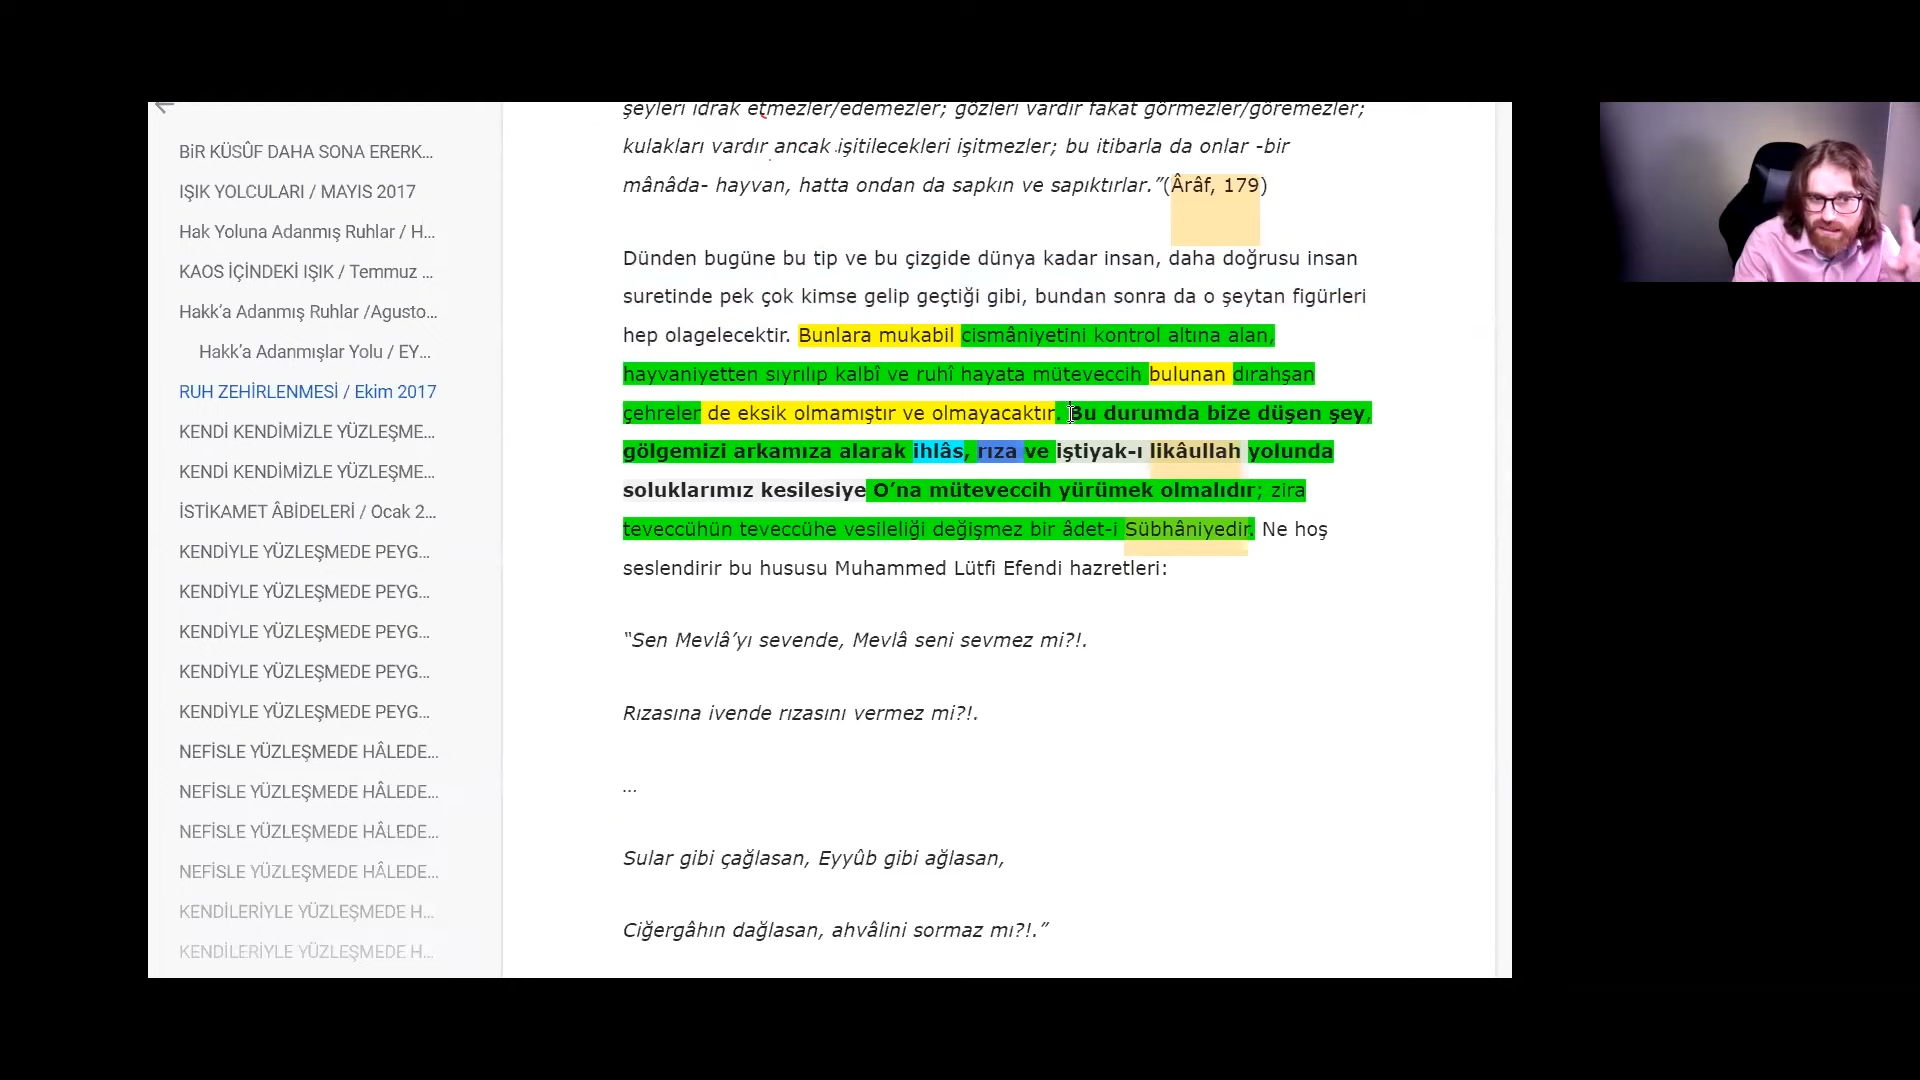 BİR KÜSÛF DAHA SONA ERERK...
IŞIK YOLCULARI / MAYIS 2017
Hak Yoluna Adanmış Ruhlar / H...
KAOS İÇİNDEKİ IŞIK / Temmuz ...
Hakk’a Adanmış Ruhlar /Agusto...
Hakk’a Adanmışlar Yolu / EY...
RUH ZEHİRLENMESİ / Ekim 2017
KENDİ KENDİMİZLE YÜZLEŞME...
KENDİ KENDİMİZLE YÜZLEŞME...
İSTİKAMET ÂBİDELERİ / Ocak 2...
KENDİYLE YÜZLEŞMEDE PEYG...
KENDİYLE YÜZLEŞMEDE PEYG...
KENDİYLE YÜZLEŞMEDE PEYG...
KENDİYLE YÜZLEŞMEDE PEYG...
KENDİYLE YÜZLEŞMEDE PEYG...
NEFİSLE YÜZLEŞMEDE HÂLEDE...
NEFİSLE YÜZLEŞMEDE HÂLEDE...
NEFİSLE YÜZLEŞMEDE HÂLEDE...
NEFİSLE YÜZLEŞMEDE HÂLEDE...
KENDİLERİYLE YÜZLEŞMEDE H...
KENDİLERİYLE YÜZLEŞMEDE H...
şeyleri idrak etmezler/edemezler; gözleri vardır fakat görmezler/göremezler;
kulakları vardır ancak işitilecekleri işitmezler; bu itibarla da onlar -bir
mânâda- hayvan, hatta ondan da sapkın ve sapıktırlar.”(Ârâf, 179)
Dünden bugüne bu tip ve bu çizgide dünya kadar insan, daha doğrusu insan
suretinde pek çok kimse gelip geçtiği gibi, bundan sonra da o şeytan figürleri
hep olagelecektir. Bunlara mukabil cismâniyetini kontrol altına alan,
hayvaniyetten sıyrılıp kalbî ve ruhî hayata müteveccih bulunan dırahşan
çehreler de eksik olmamıştır ve olmayacaktır. Bu durumda bize düşen şey,
gölgemizi arkamıza alarak ihlâs, rıza ve iştiyak-ı likâullah yolunda
soluklarımız kesilesiye O’na müteveccih yürümek olmalıdır; zira
teveccühün teveccühe vesileliği değişmez bir âdet-i Sübhâniyedir. Ne hoş
seslendirir bu hususu Muhammed Lütfi Efendi hazretleri:
“Sen Mevlâ’yı sevende, Mevlâ seni sevmez mi?!.
Rızasına ivende rızasını vermez mi?!.
...
Sular gibi çağlasan, Eyyûb gibi ağlasan,
Ciğergâhın dağlasan, ahvâlini sormaz mı?!.”